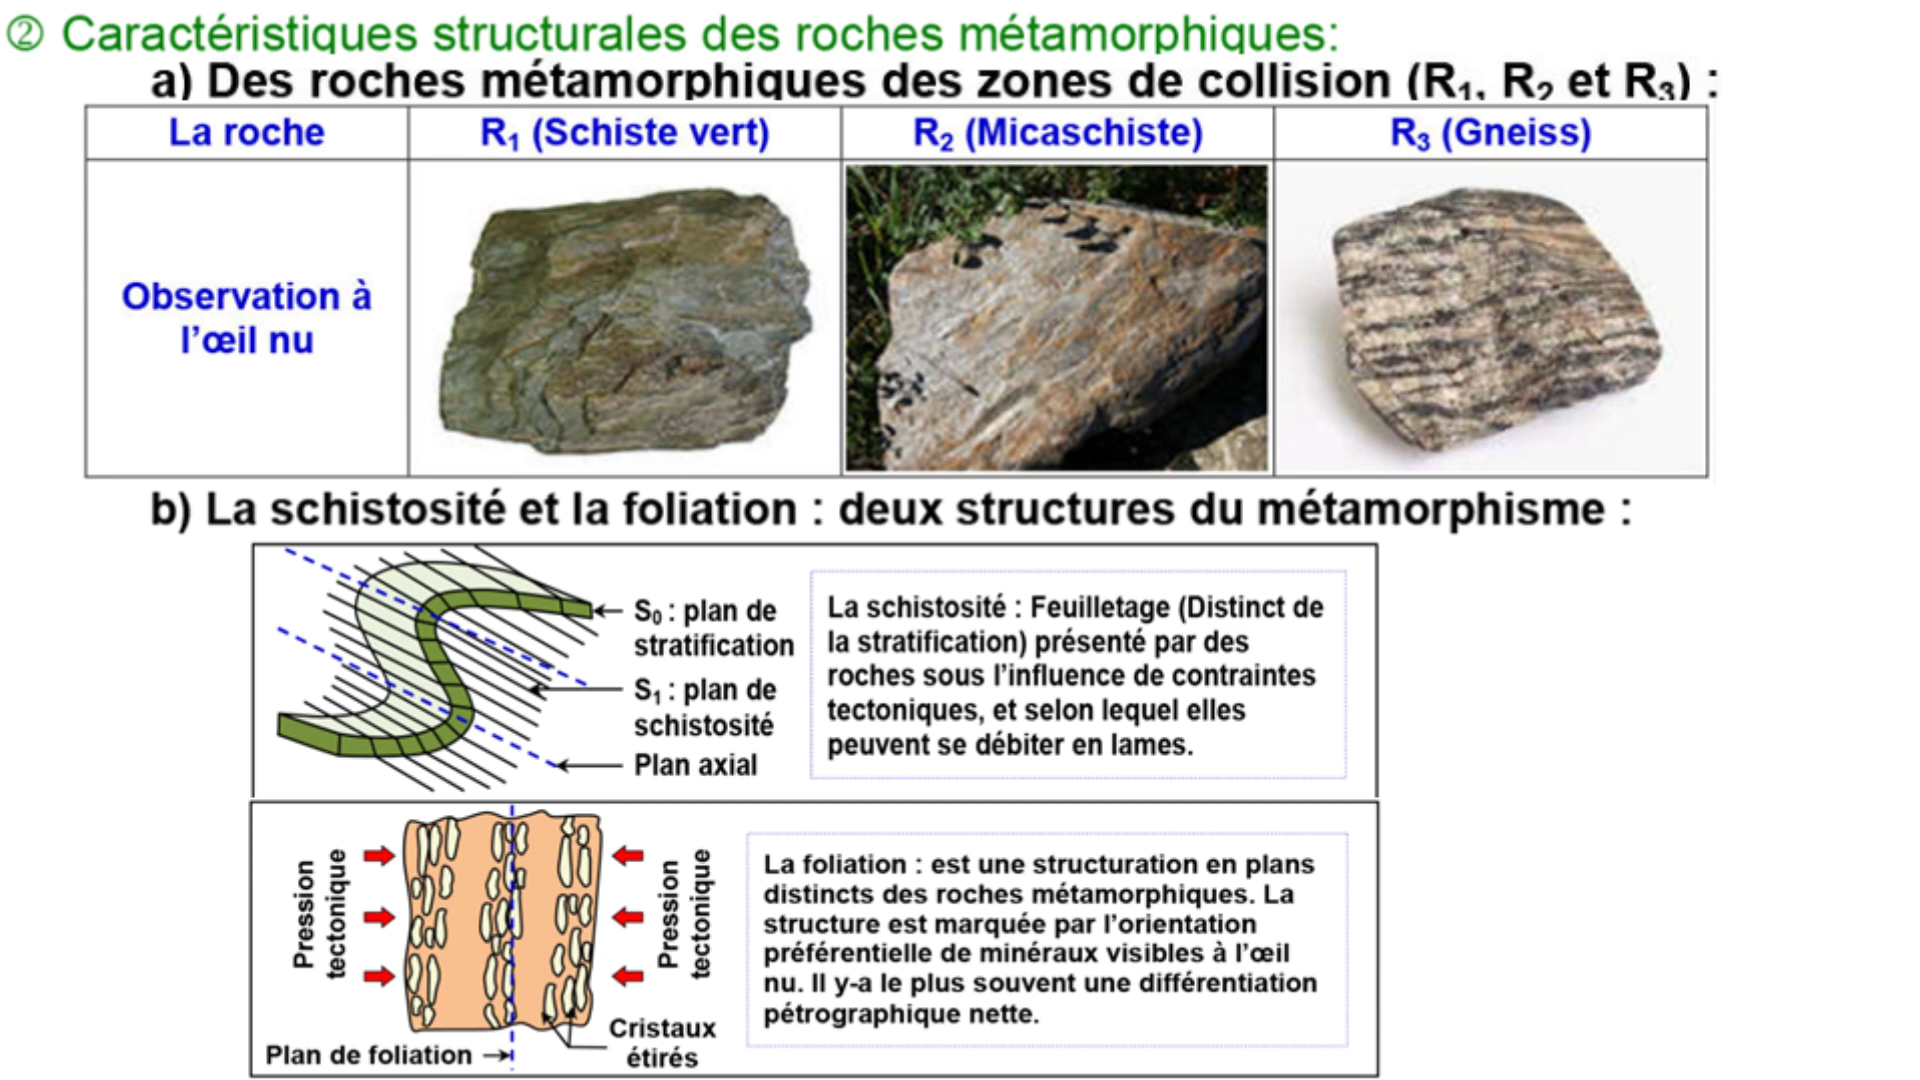 ② Caractéristiques structurales des roches métamorphiques:
a) Des roches métamorphiques des zones de collision (R₁, R₂ et R₃) :
La roche
R₁ (Schiste vert)
R₂ (Micaschiste)
R₃ (Gneiss)
Observation à
l’œil nu
b) La schistosité et la foliation : deux structures du métamorphisme :
S₀ : plan de
stratification
S₁ : plan de
schistosité
Plan axial
La schistosité : Feuilletage (Distinct de
la stratification) présenté par des
roches sous l’influence de contraintes
tectoniques, et selon lequel elles
peuvent se débiter en lames.
Pression
tectonique
Pression
tectonique
Cristaux
étirés
Plan de foliation
La foliation : est une structuration en plans
distincts des roches métamorphiques. La
structure est marquée par l’orientation
préférentielle de minéraux visibles à l’œil
nu. Il y-a le plus souvent une différentiation
pétrographique nette.